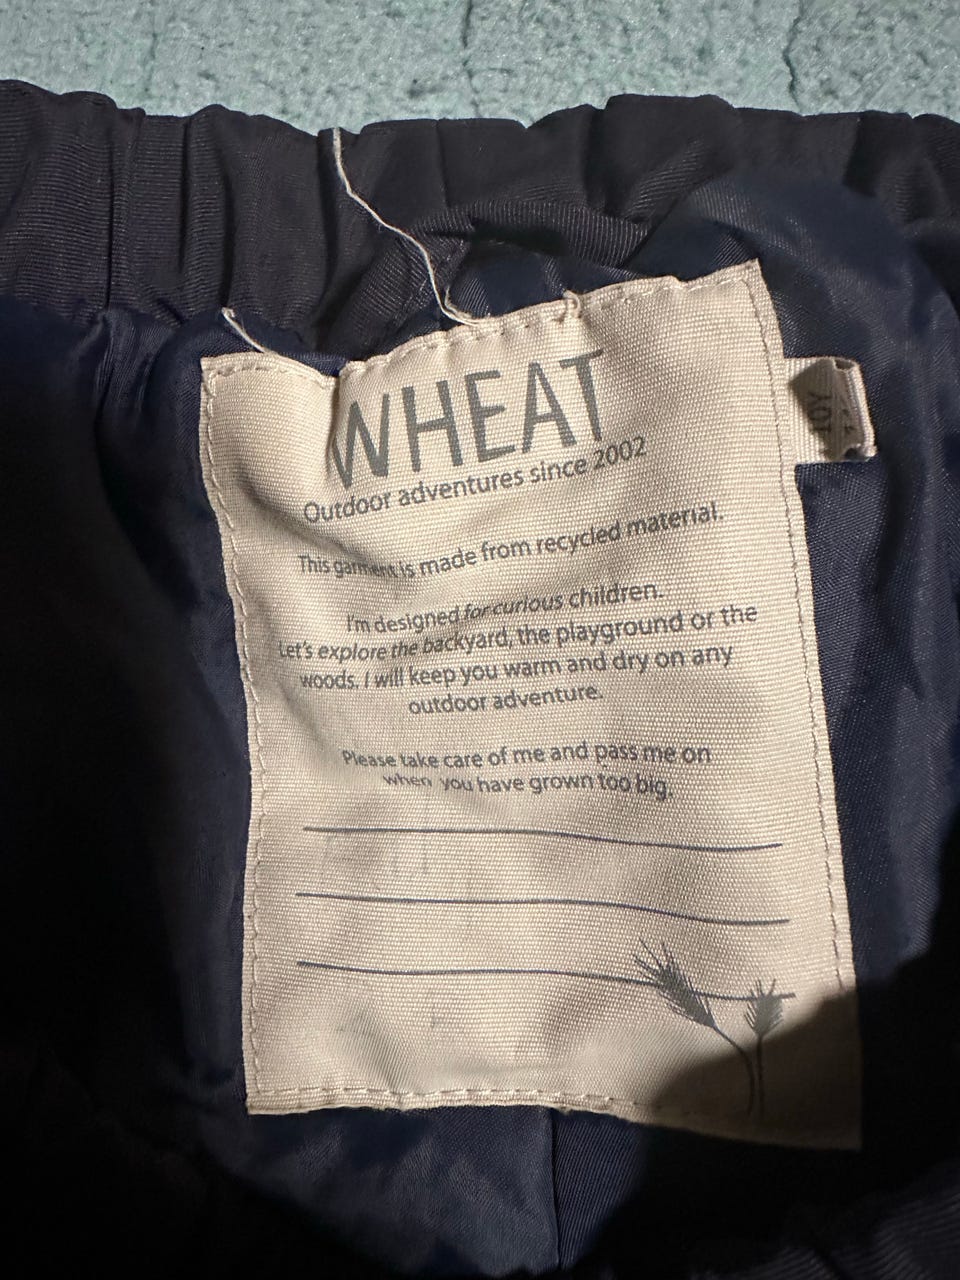 WHEAT
Outdoor adventures since 2002
This garment is made from recycled material.
I'm designed for curious children.
Let's explore the backyard, the playground or the
woods. I will keep you warm and dry on any
outdoor adventure.
Please take care of me and pass me on
when you have grown too big.
10Y